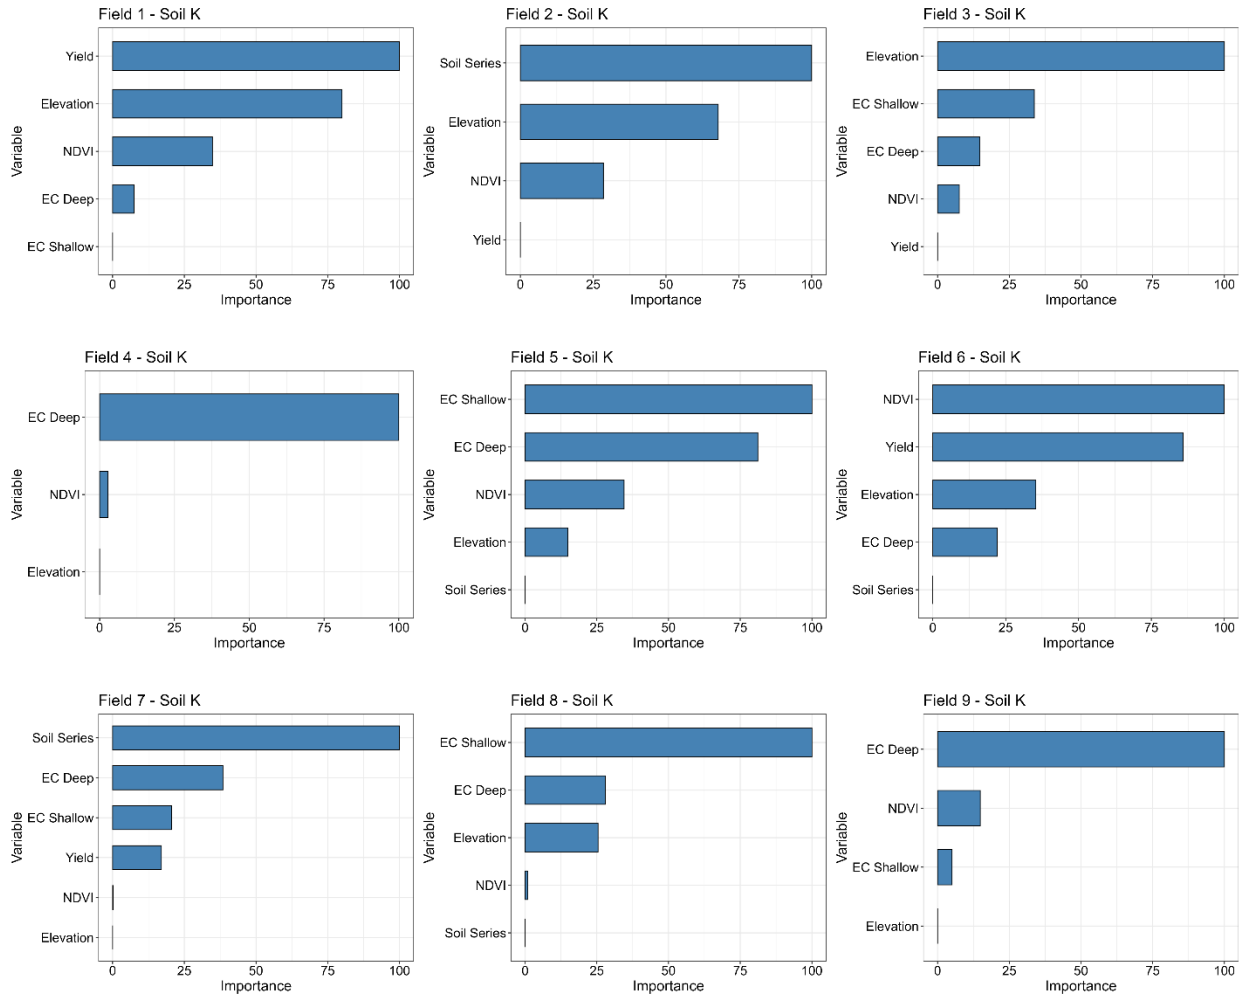 Field 1 - Soil K
Variable
Yield
Elevation
NDVI
EC Deep
EC Shallow
0 25 50 75 100
Importance
Field 2 - Soil K
Variable
Soil Series
Elevation
NDVI
Yield
0 25 50 75 100
Importance
Field 3 - Soil K
Variable
Elevation
EC Shallow
EC Deep
NDVI
Yield
0 25 50 75 100
Importance
Field 4 - Soil K
Variable
EC Deep
NDVI
Elevation
0 25 50 75 100
Importance
Field 5 - Soil K
Variable
EC Shallow
EC Deep
NDVI
Elevation
Soil Series
0 25 50 75 100
Importance
Field 6 - Soil K
Variable
NDVI
Yield
Elevation
EC Deep
Soil Series
0 25 50 75 100
Importance
Field 7 - Soil K
Variable
Soil Series
EC Deep
EC Shallow
Yield
NDVI
Elevation
0 25 50 75 100
Importance
Field 8 - Soil K
Variable
EC Shallow
EC Deep
Elevation
NDVI
Soil Series
0 25 50 75 100
Importance
Field 9 - Soil K
Variable
EC Deep
NDVI
EC Shallow
Elevation
0 25 50 75 100
Importance